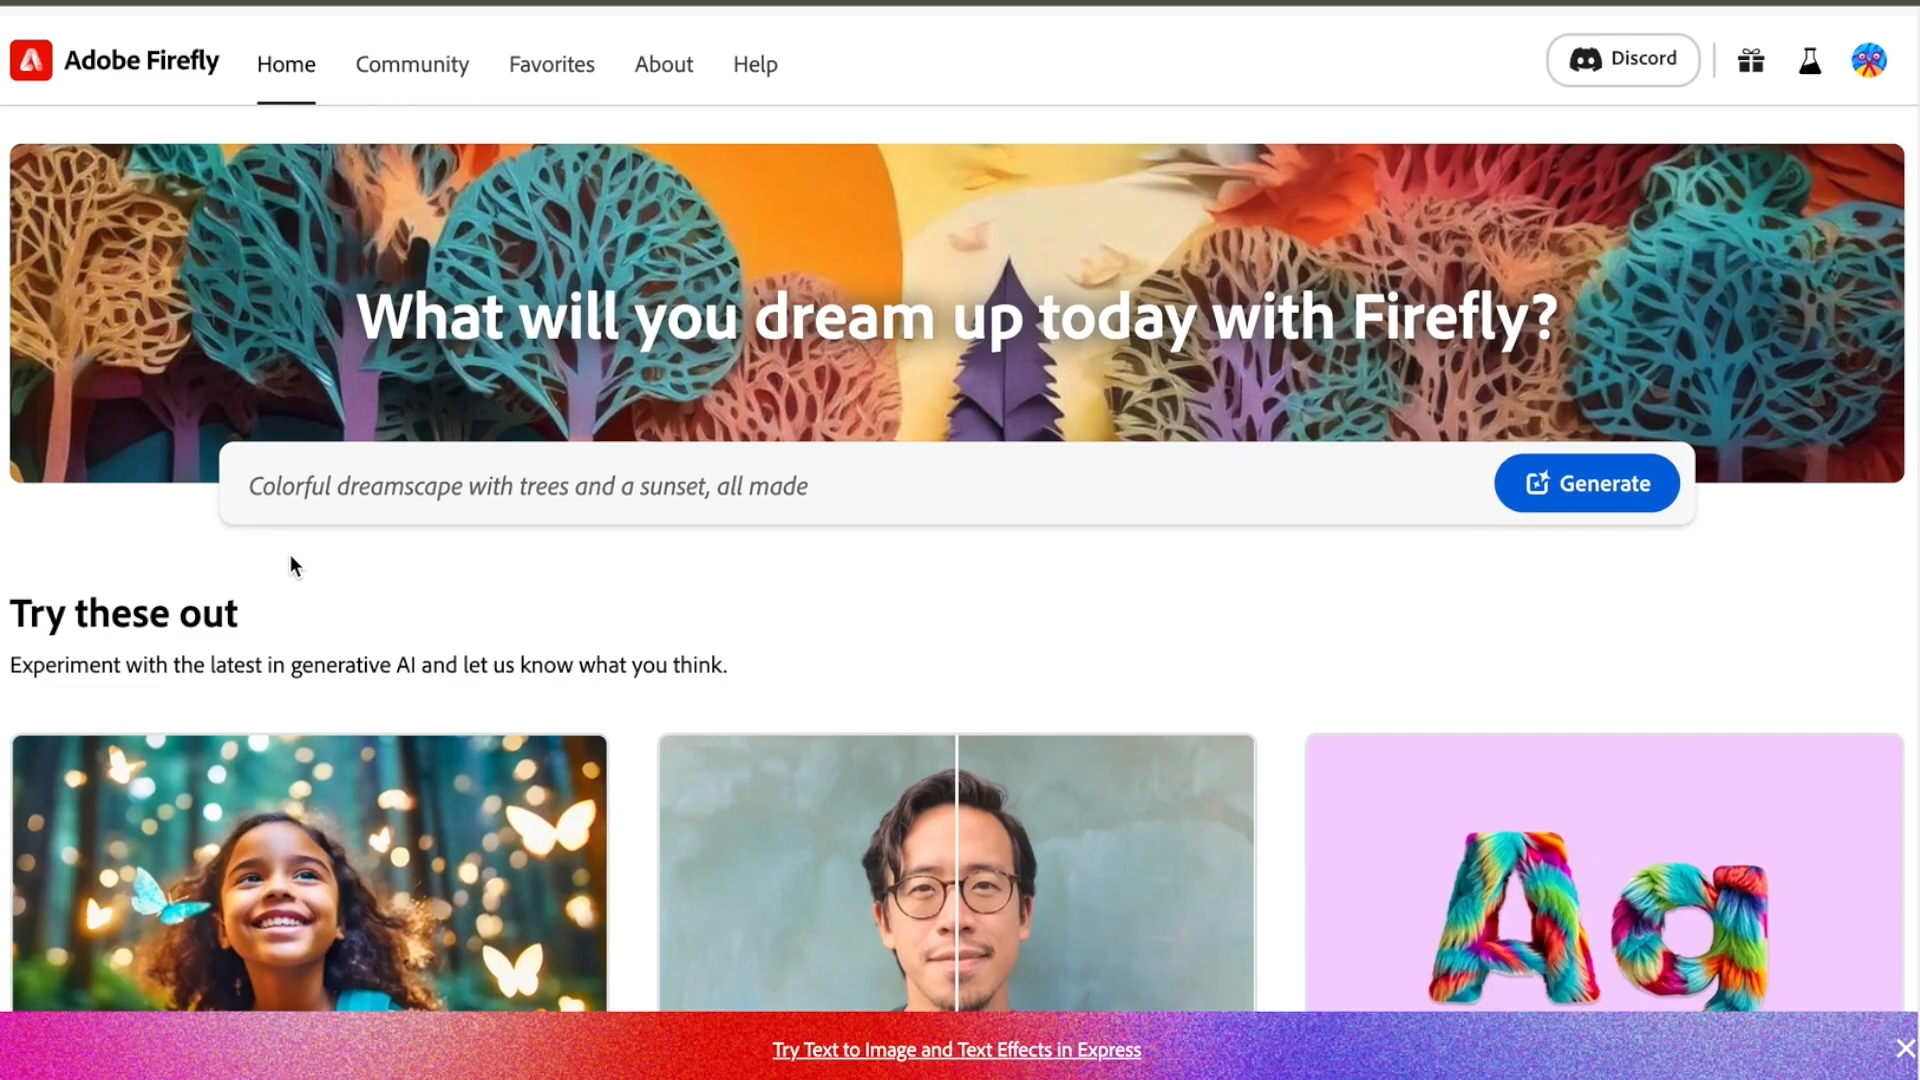 Adobe Firefly
Home
Community
Favorites
About
Help
Discord
What will you dream up today with Firefly?
Colorful dreamscape with trees and a sunset, all made
Generate
Try these out
Experiment with the latest in generative AI and let us know what you think.
Aa
Try Text to Image and Text Effects in Express